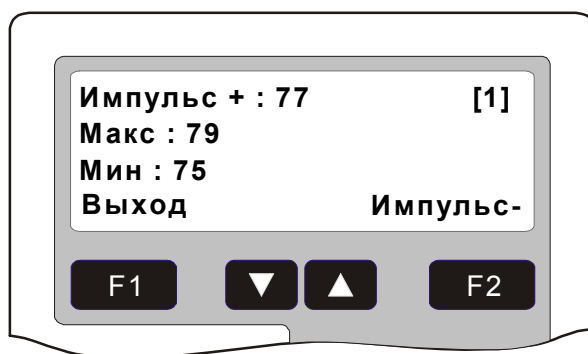 Импульс + : 77 [1]
Макс : 79
Мин : 75
Выход Импульс-
F1 ▼ ▲ F2